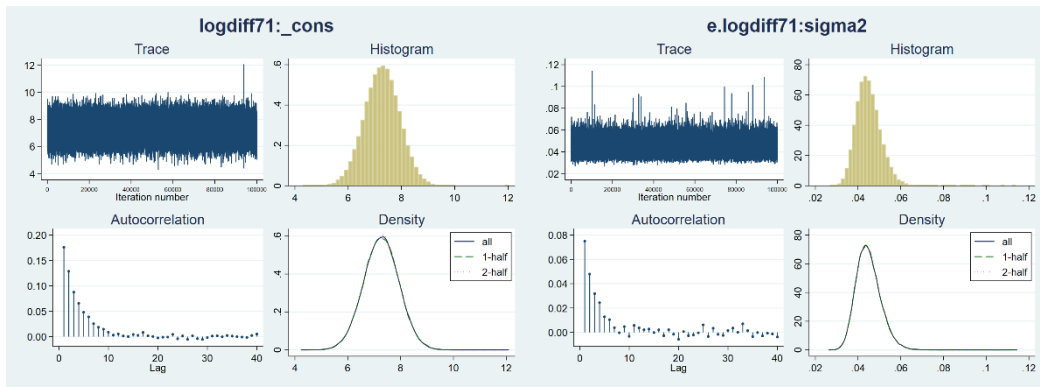 logdiff71:_cons
Trace
12
10
8
6
4
0 20000 40000 60000 80000 100000
Iteration number
Histogram
.6
.4
.2
0
4 6 8 10 12
Autocorrelation
0.20
0.15
0.10
0.05
0.00
0 10 20 30 40
Lag
Density
all
1-half
2-half
.6
.4
.2
0
4 6 8 10 12
e.logdiff71:sigma2
Trace
.12
.1
.08
.06
.04
.02
0 20000 40000 60000 80000 100000
Iteration number
Histogram
80
60
40
20
0
.02 .04 .06 .08 .1 .12
Autocorrelation
0.08
0.06
0.04
0.02
0.00
0 10 20 30 40
Lag
Density
all
1-half
2-half
80
60
40
20
0
.02 .04 .06 .08 .1 .12